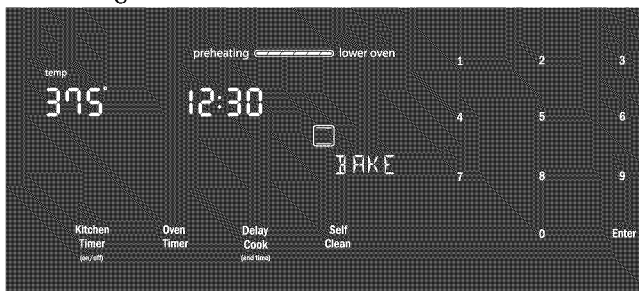 preheating lower oven
1 2 3
temp
375°
12:30
4 5 6
BAKE
7 8 9
Kitchen Timer (on/off)
Oven Timer
Delay Cook (end time)
Self Clean
0 Enter